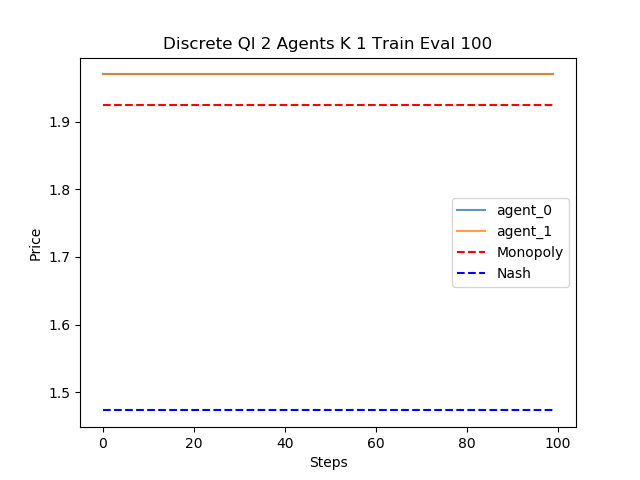 Discrete Ql 2 Agents K 1 Train Eval 100
Price
1.9
1.8
1.7
1.6
1.5
agent_0
agent_1
Monopoly
Nash
0 20 40 60 80 100
Steps